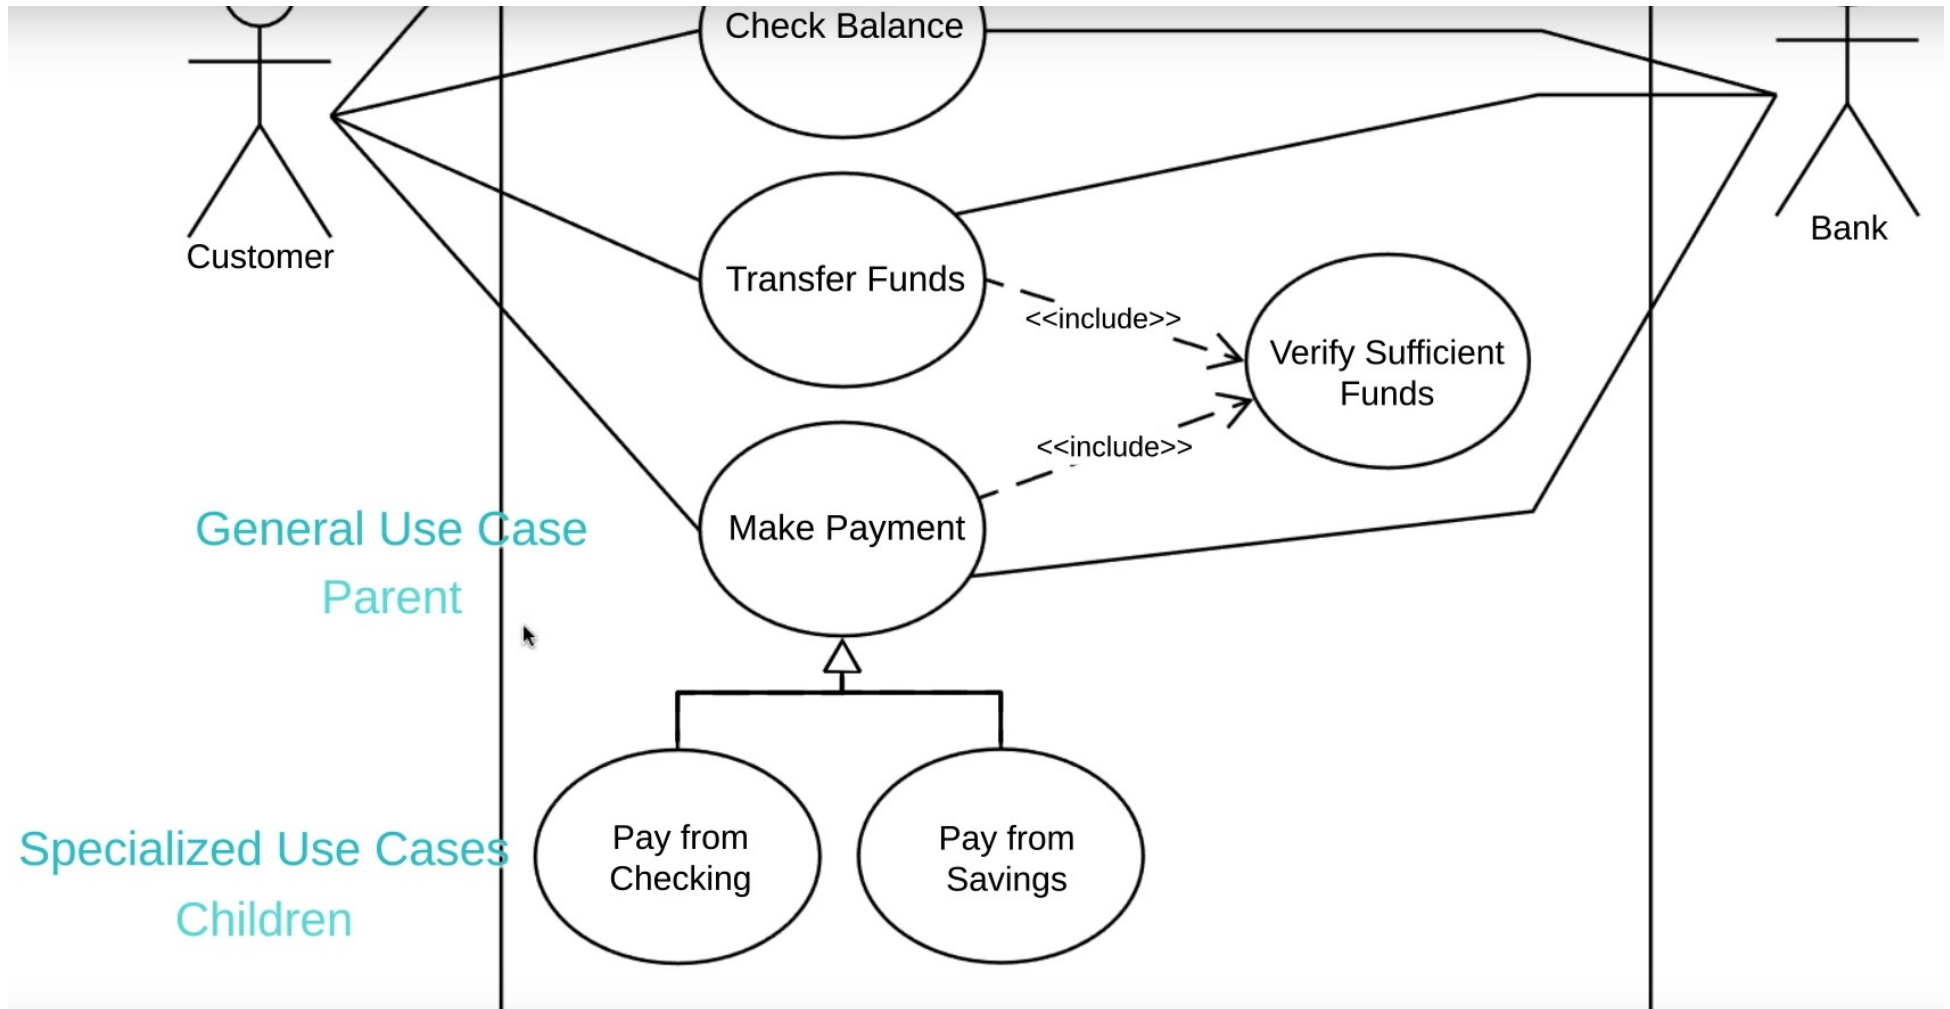 Check Balance
Customer
Bank
Transfer Funds
<<include>>
Verify Sufficient
Funds
<<include>>
Make Payment
General Use Case
Parent
Pay from
Checking
Pay from
Savings
Specialized Use Cases
Children